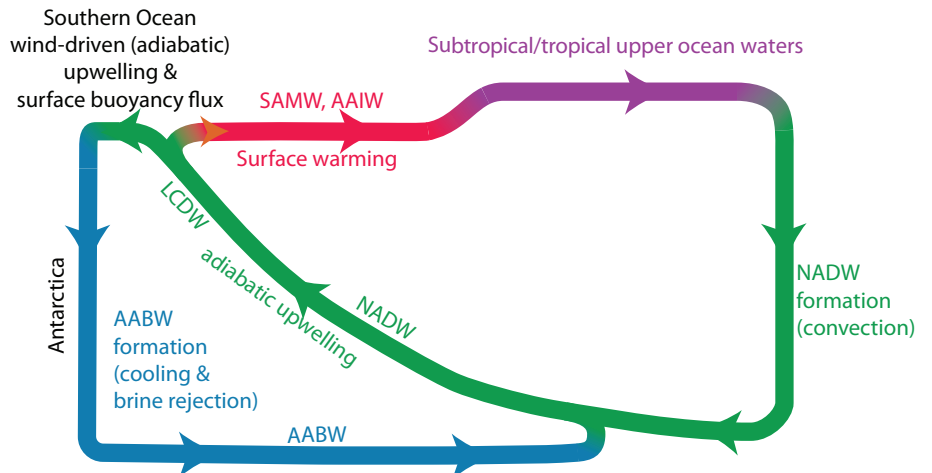 Southern Ocean
wind-driven (adiabatic)
upwelling &
surface buoyancy flux
SAMW, AAIW
Surface warming
Subtropical/tropical upper ocean waters
LCDW
adiabatic upwelling
NADW
NADW
formation
(convection)
Antarctica
AABW
formation
(cooling &
brine rejection)
AABW